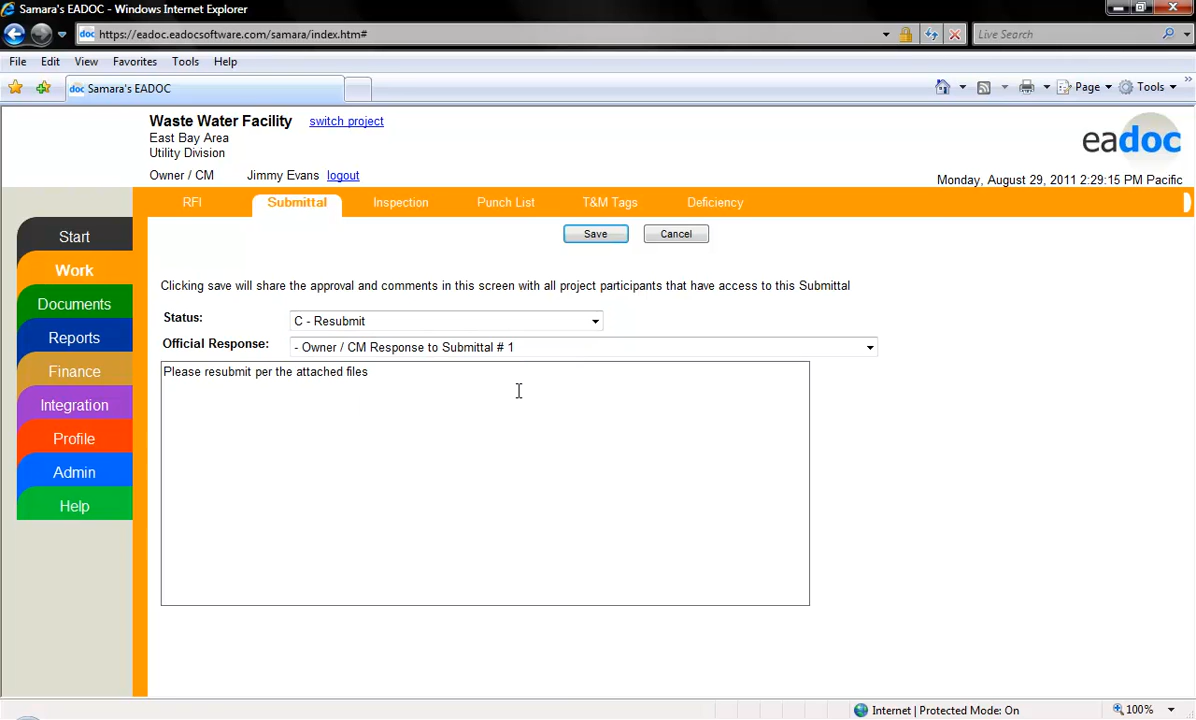 Samara's EADOC - Windows Internet Explorer
doc https://eadoc.eadocsoftware.com/samara/index.htm#
Live Search
File Edit View Favorites Tools Help
doc Samara's EADOC
Page Tools »
Waste Water Facility switch project
East Bay Area
Utility Division
Owner / CM Jimmy Evans logout
eadoc
Monday, August 29, 2011 2:29:15 PM Pacific
RFI Submittal Inspection Punch List T&M Tags Deficiency
Start
Work
Documents
Reports
Finance
Integration
Profile
Admin
Help
Save Cancel
Clicking save will share the approval and comments in this screen with all project participants that have access to this Submittal
Status: C - Resubmit
Official Response: - Owner / CM Response to Submittal # 1
Please resubmit per the attached files
Internet | Protected Mode: On 100%